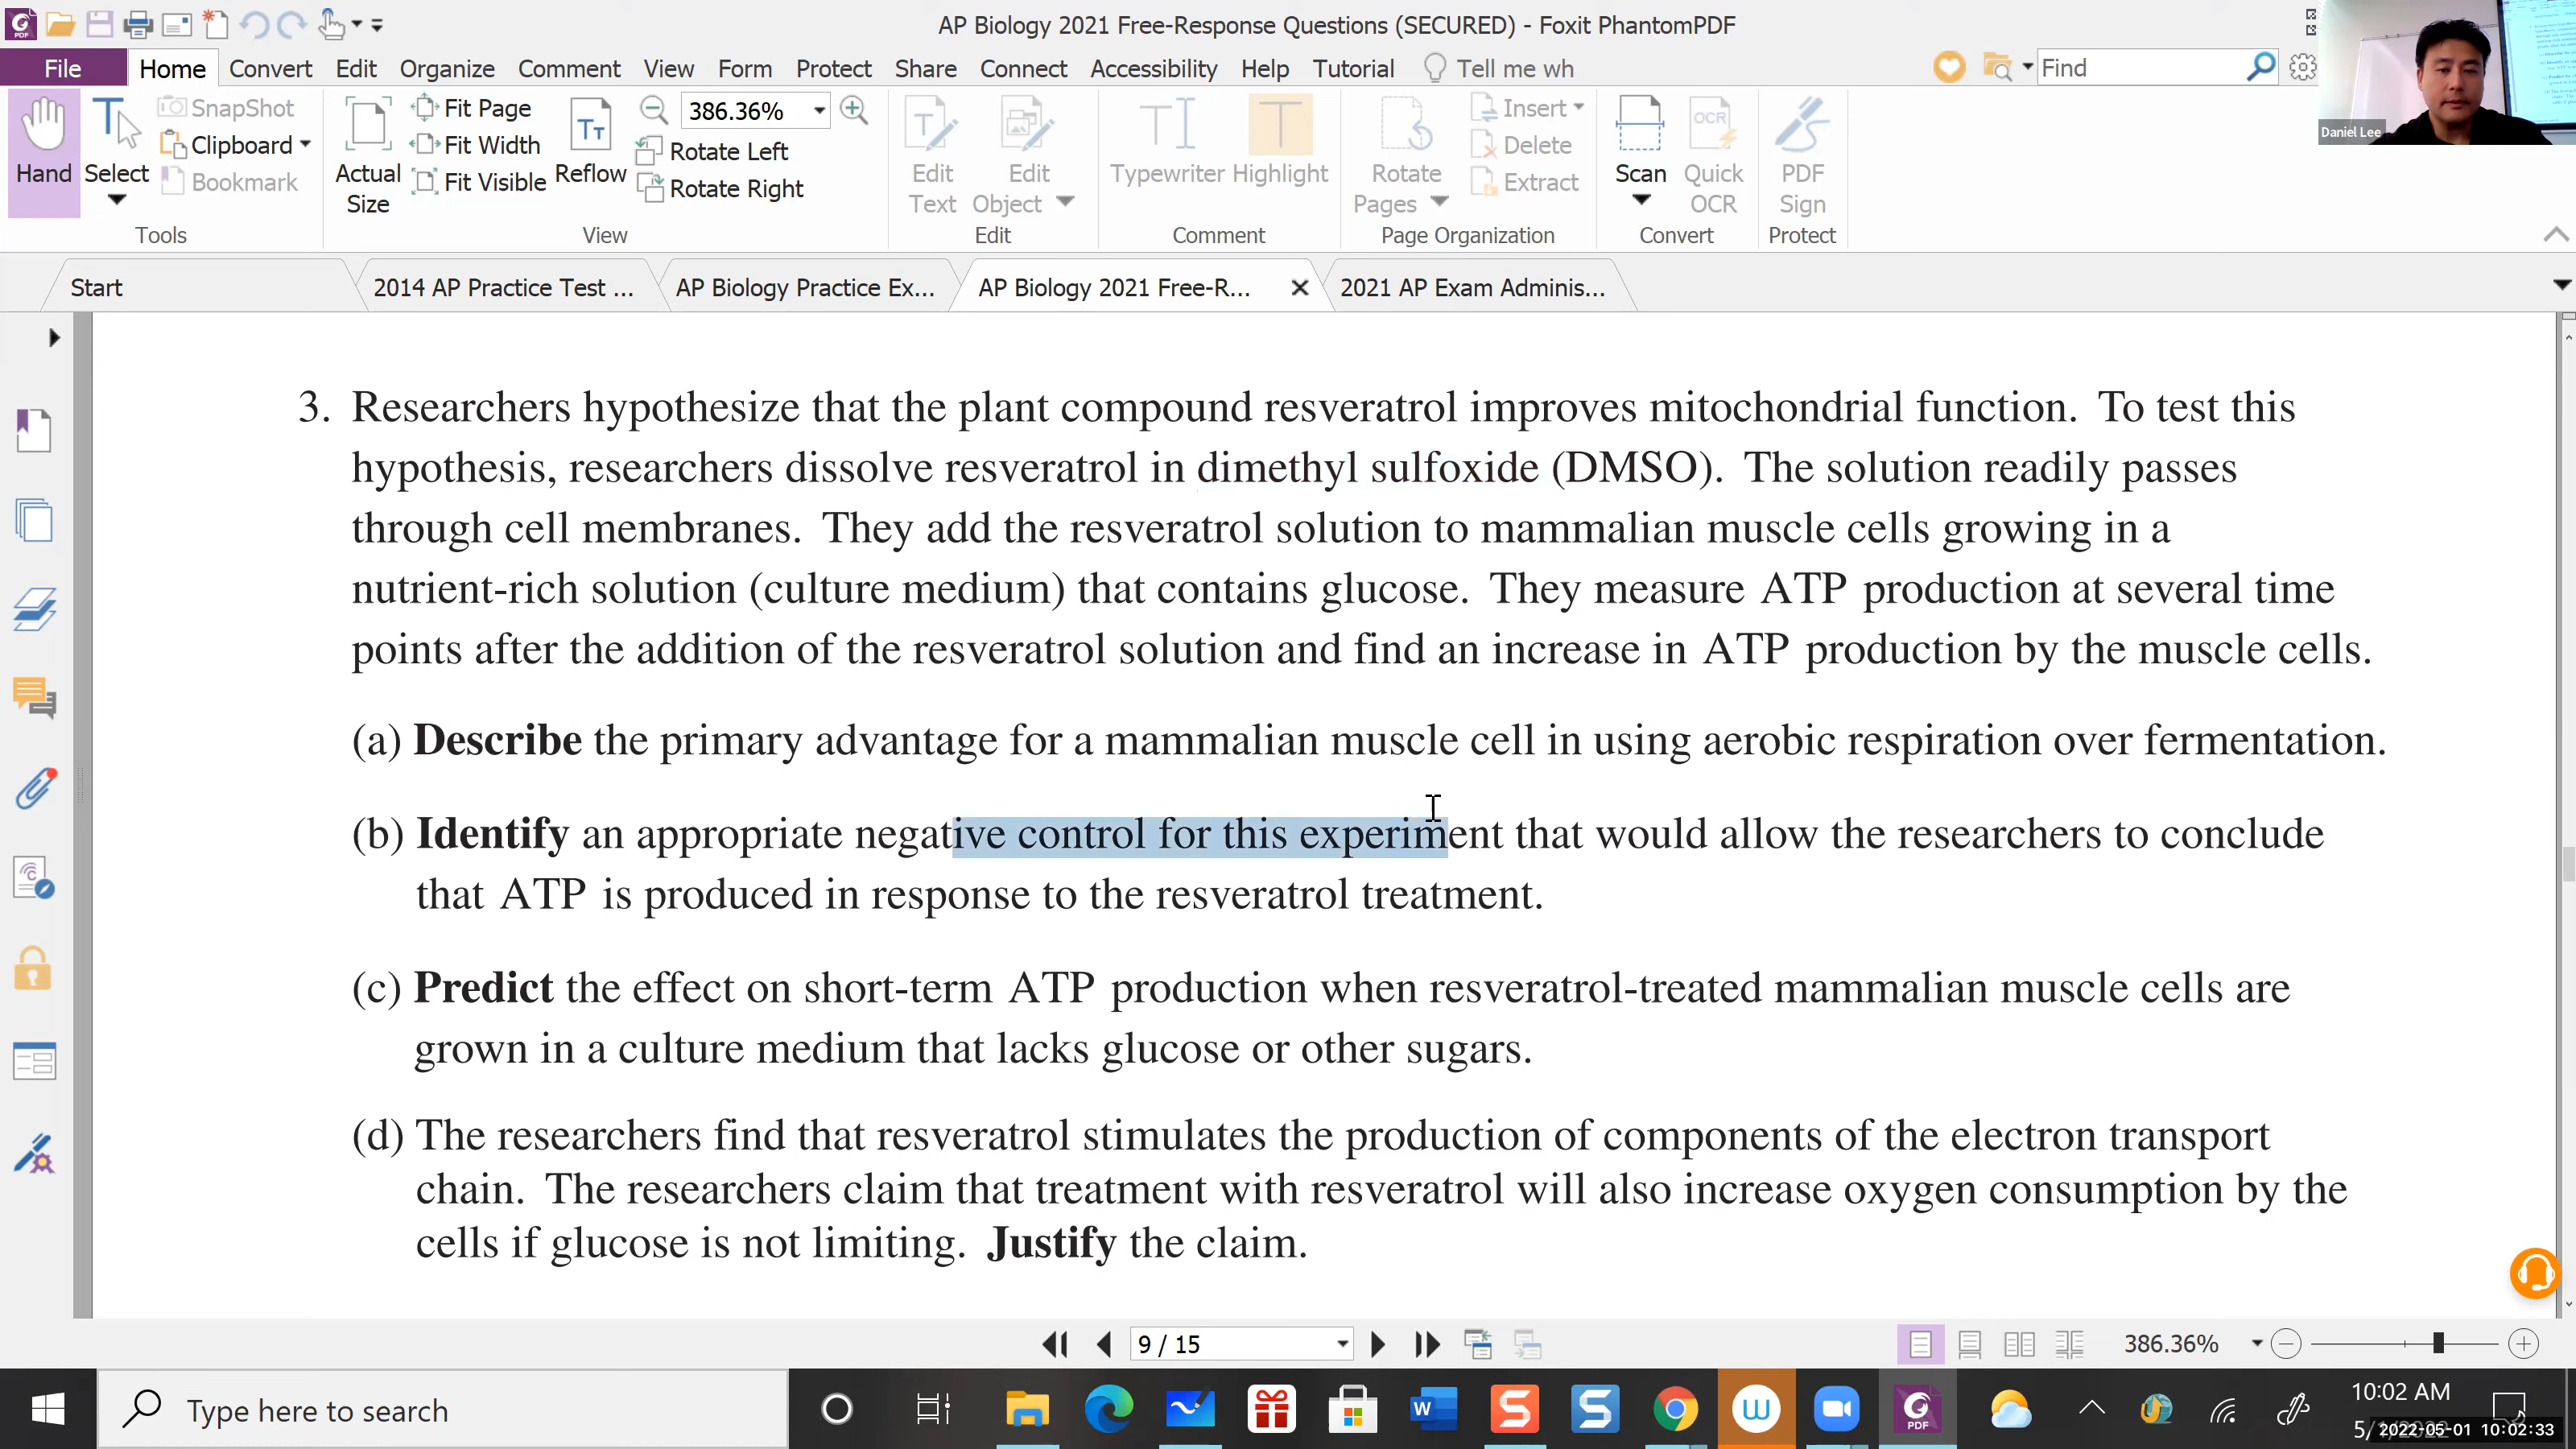 AP Biology 2021 Free-Response Questions (SECURED) - Foxit PhantomPDF
File Home Convert Edit Organize Comment View Form Protect Share Connect Accessibility Help Tutorial Tell me wh Find
Daniel Lee
Hand
Select
SnapShot
Clipboard
Bookmark
Tools
Actual Size
Fit Page
Fit Width
Fit Visible
Reflow
386.36%
Rotate Left
Rotate Right
View
Edit Text
Edit Object
Edit
Typewriter
Highlight
Comment
Rotate Pages
Insert
Delete
Extract
Page Organization
Scan
Quick OCR
Convert
PDF Sign
Protect
Start
2014 AP Practice Test ...
AP Biology Practice Ex...
AP Biology 2021 Free-R...
2021 AP Exam Adminis...
3. Researchers hypothesize that the plant compound resveratrol improves mitochondrial function. To test this
hypothesis, researchers dissolve resveratrol in dimethyl sulfoxide (DMSO). The solution readily passes
through cell membranes. They add the resveratrol solution to mammalian muscle cells growing in a
nutrient-rich solution (culture medium) that contains glucose. They measure ATP production at several time
points after the addition of the resveratrol solution and find an increase in ATP production by the muscle cells.
(a) Describe the primary advantage for a mammalian muscle cell in using aerobic respiration over fermentation.
(b) Identify an appropriate negative control for this experiment that would allow the researchers to conclude
that ATP is produced in response to the resveratrol treatment.
(c) Predict the effect on short-term ATP production when resveratrol-treated mammalian muscle cells are
grown in a culture medium that lacks glucose or other sugars.
(d) The researchers find that resveratrol stimulates the production of components of the electron transport
chain. The researchers claim that treatment with resveratrol will also increase oxygen consumption by the
cells if glucose is not limiting. Justify the claim.
9 / 15
386.36%
Type here to search
10:02 AM
2022-05-01 10:02:33